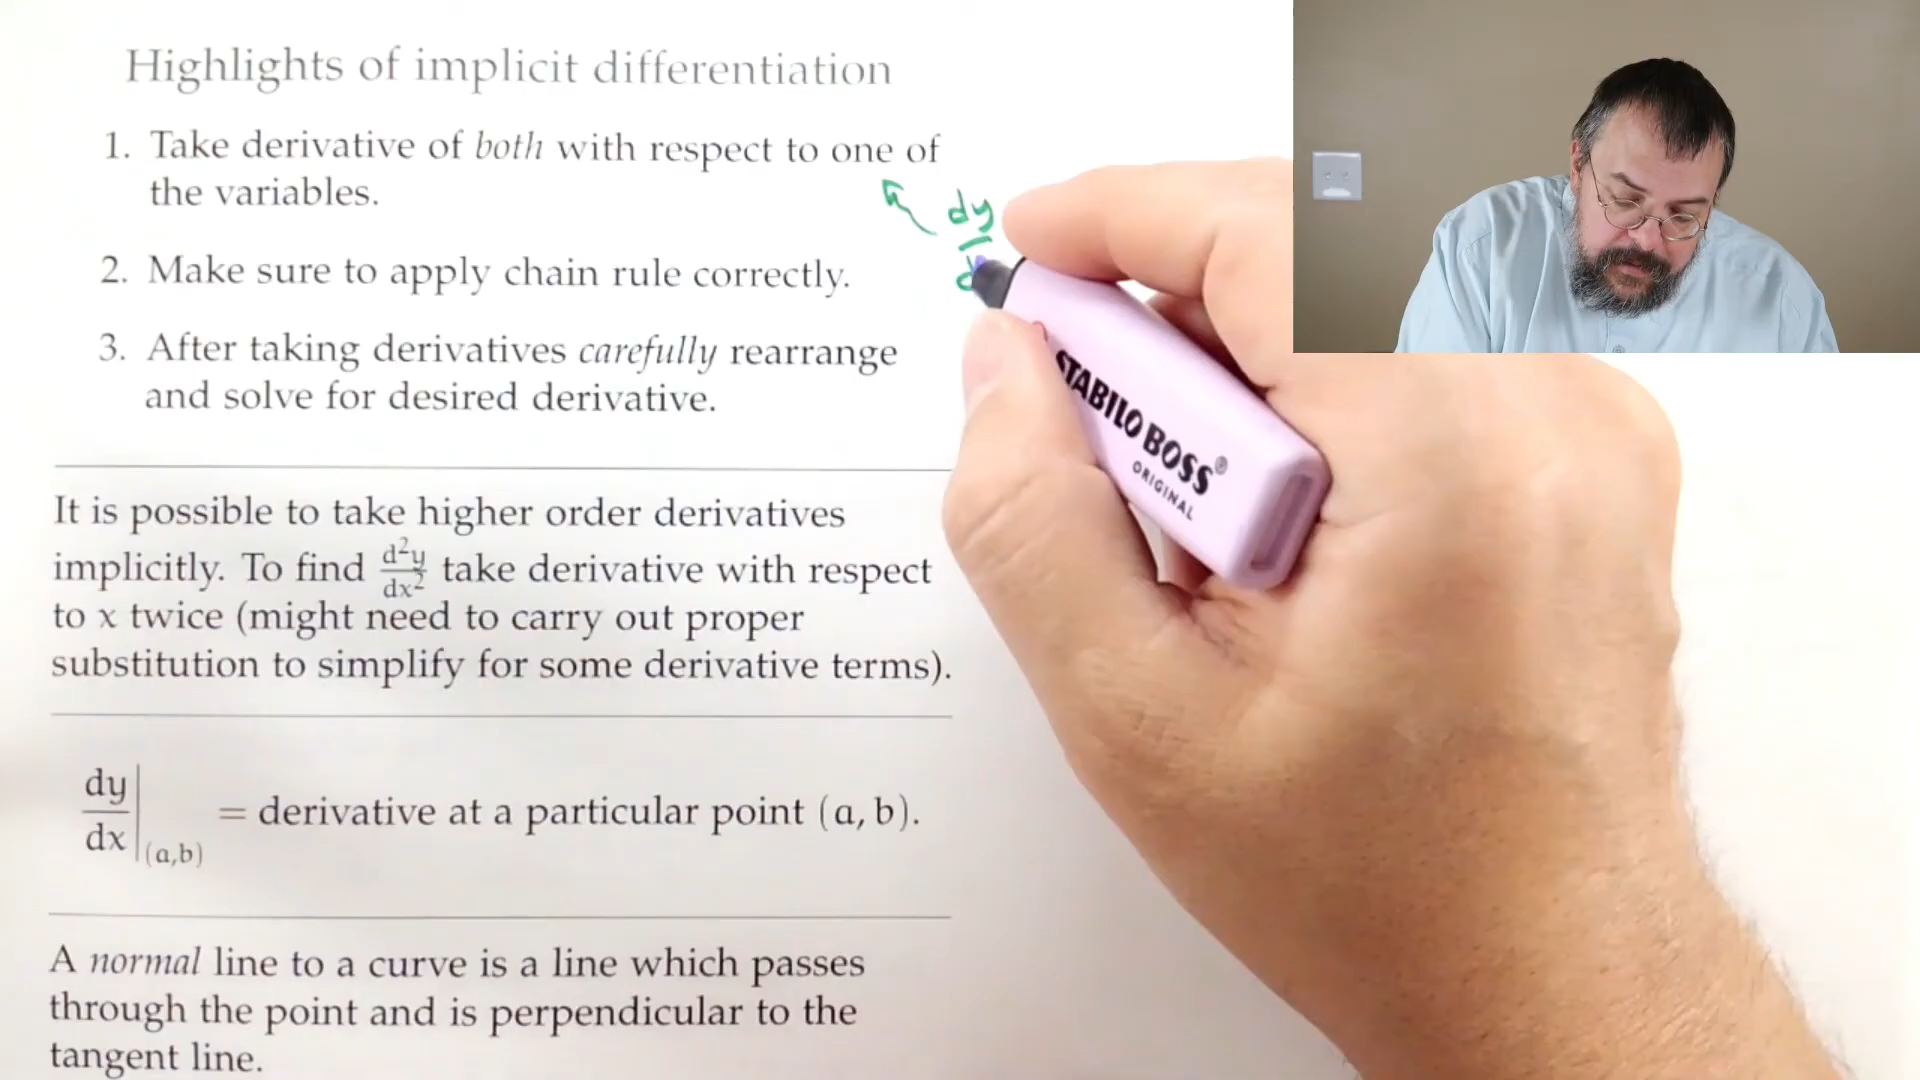 Highlights of implicit differentiation
1. Take derivative of both with respect to one of
the variables.
dy
2. Make sure to apply chain rule correctly.
3. After taking derivatives carefully rearrange
and solve for desired derivative.
STABILO BOSS®
ORIGINAL
It is possible to take higher order derivatives
implicitly. To find d²y/dx² take derivative with respect
to x twice (might need to carry out proper
substitution to simplify for some derivative terms).
dy/dx|(a,b) = derivative at a particular point (a, b).
A normal line to a curve is a line which passes
through the point and is perpendicular to the
tangent line.